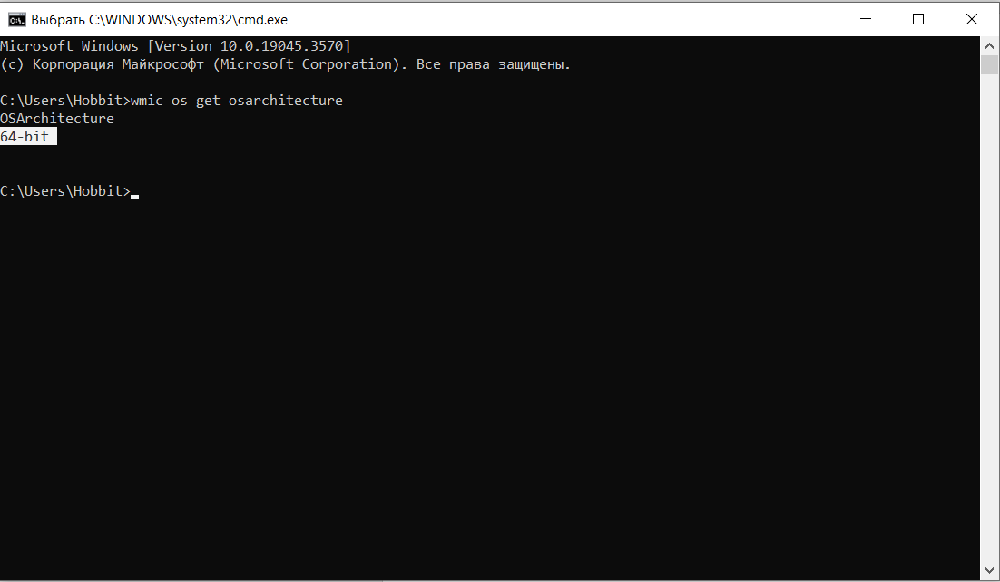 Выбрать C:\WINDOWS\system32\cmd.exe
Microsoft Windows [Version 10.0.19045.3570]
(c) Корпорация Майкрософт (Microsoft Corporation). Все права защищены.
C:\Users\Hobbit>wmic os get osarchitecture
OSArchitecture
64-bit
C:\Users\Hobbit>